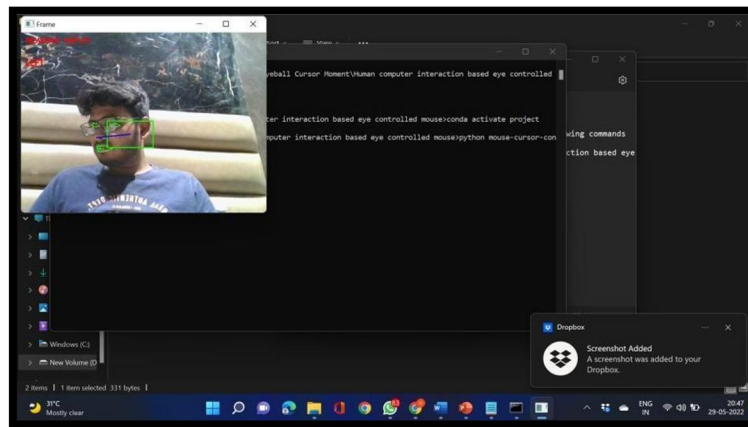 Frame
LEFT
yeball Cursor Moment\Human computer interaction based eye controlled
ter interaction based eye controlled mouse>conda activate project
mputer interaction based eye controlled mouse>python mouse-cursor-con
wing commands
ction based eye
Windows (C:)
New Volume (D
2 items
1 item selected 331 bytes
Dropbox
Screenshot Added
A screenshot was added to your
Dropbox.
31°C
Mostly clear
ENG
IN
20:47
29-05-2022